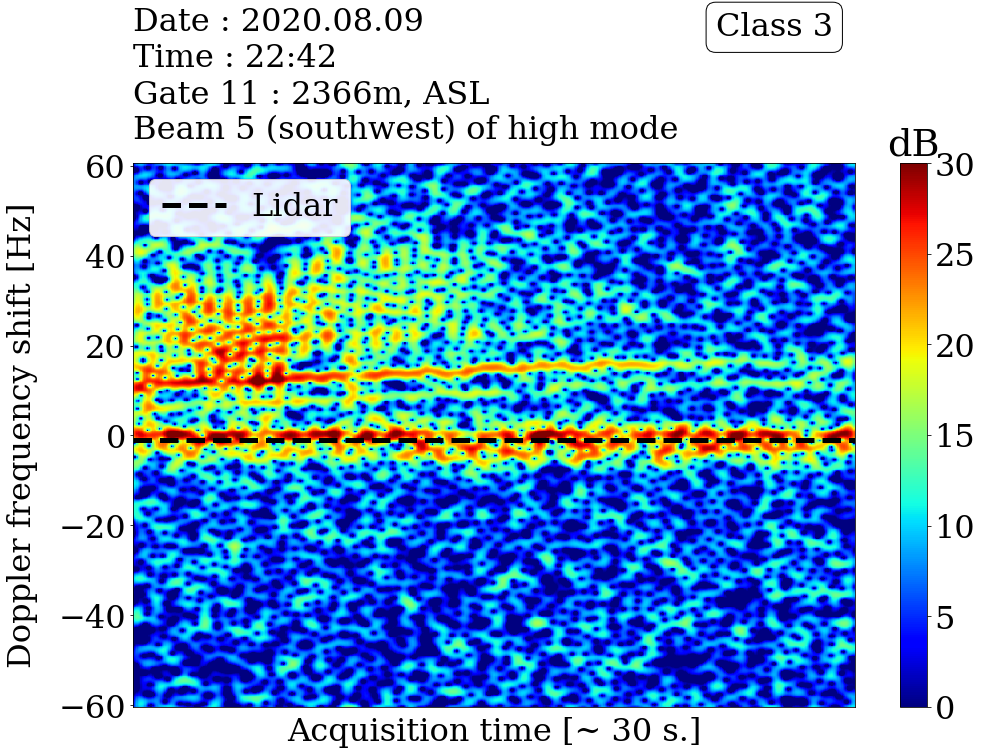 Date : 2020.08.09
Time : 22:42
Gate 11 : 2366m, ASL
Beam 5 (southwest) of high mode
Class 3
Lidar
Doppler frequency shift [Hz]
60
40
20
0
−20
−40
−60
Acquisition time [~ 30 s.]
dB
30
25
20
15
10
5
0